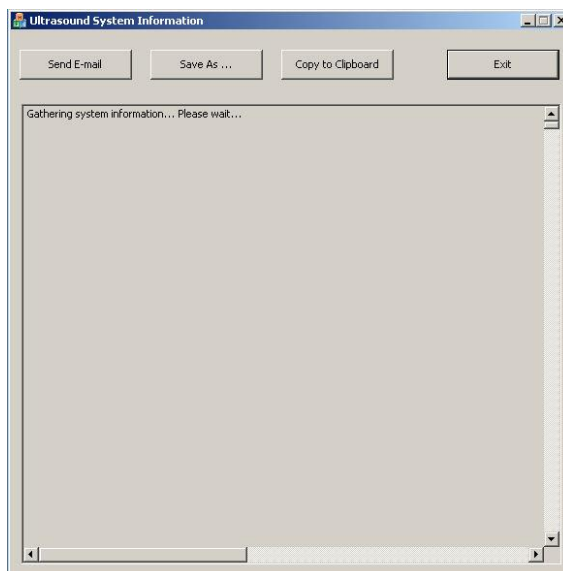 Ultrasound System Information
Send E-mail Save As ... Copy to Clipboard Exit
Gathering system information... Please wait...